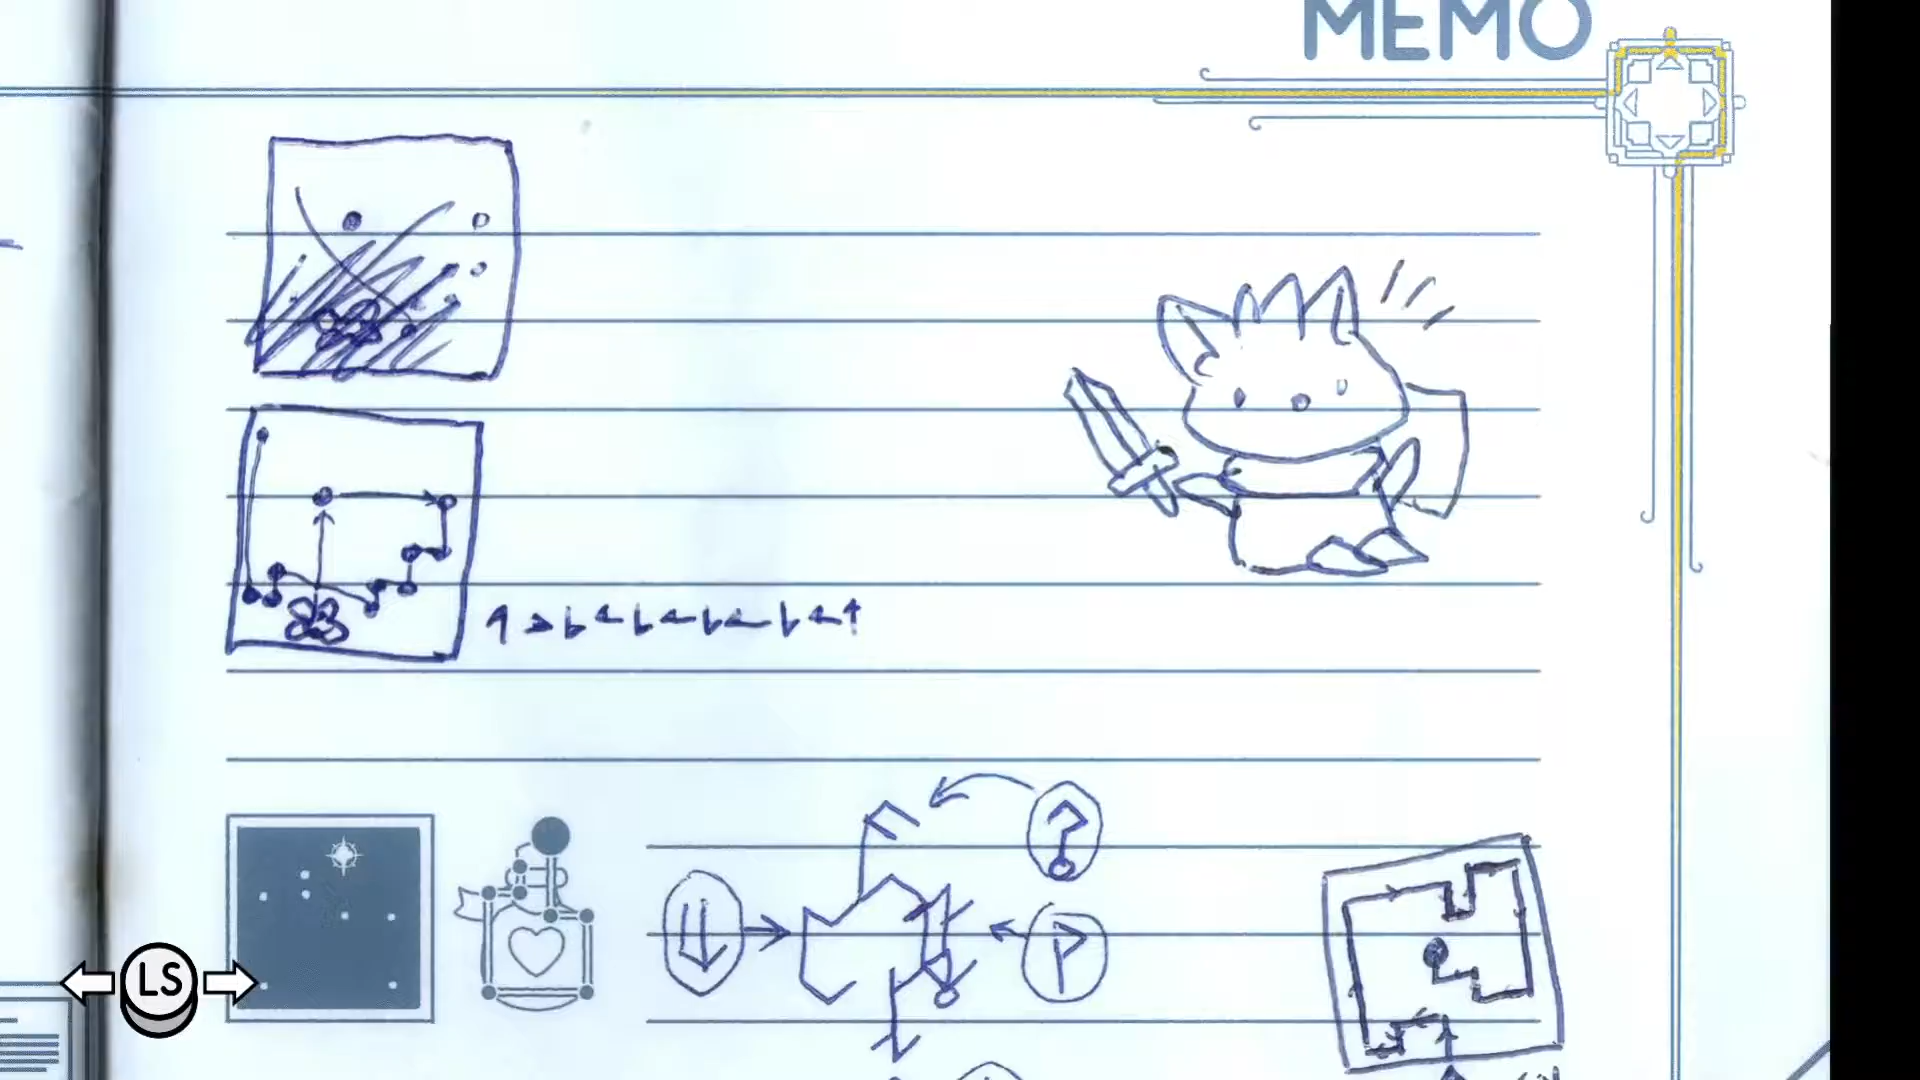 MEMO
↑ > ↓ ← ↓ ← ↓ ← ↓ ← ↑
?
P
LS